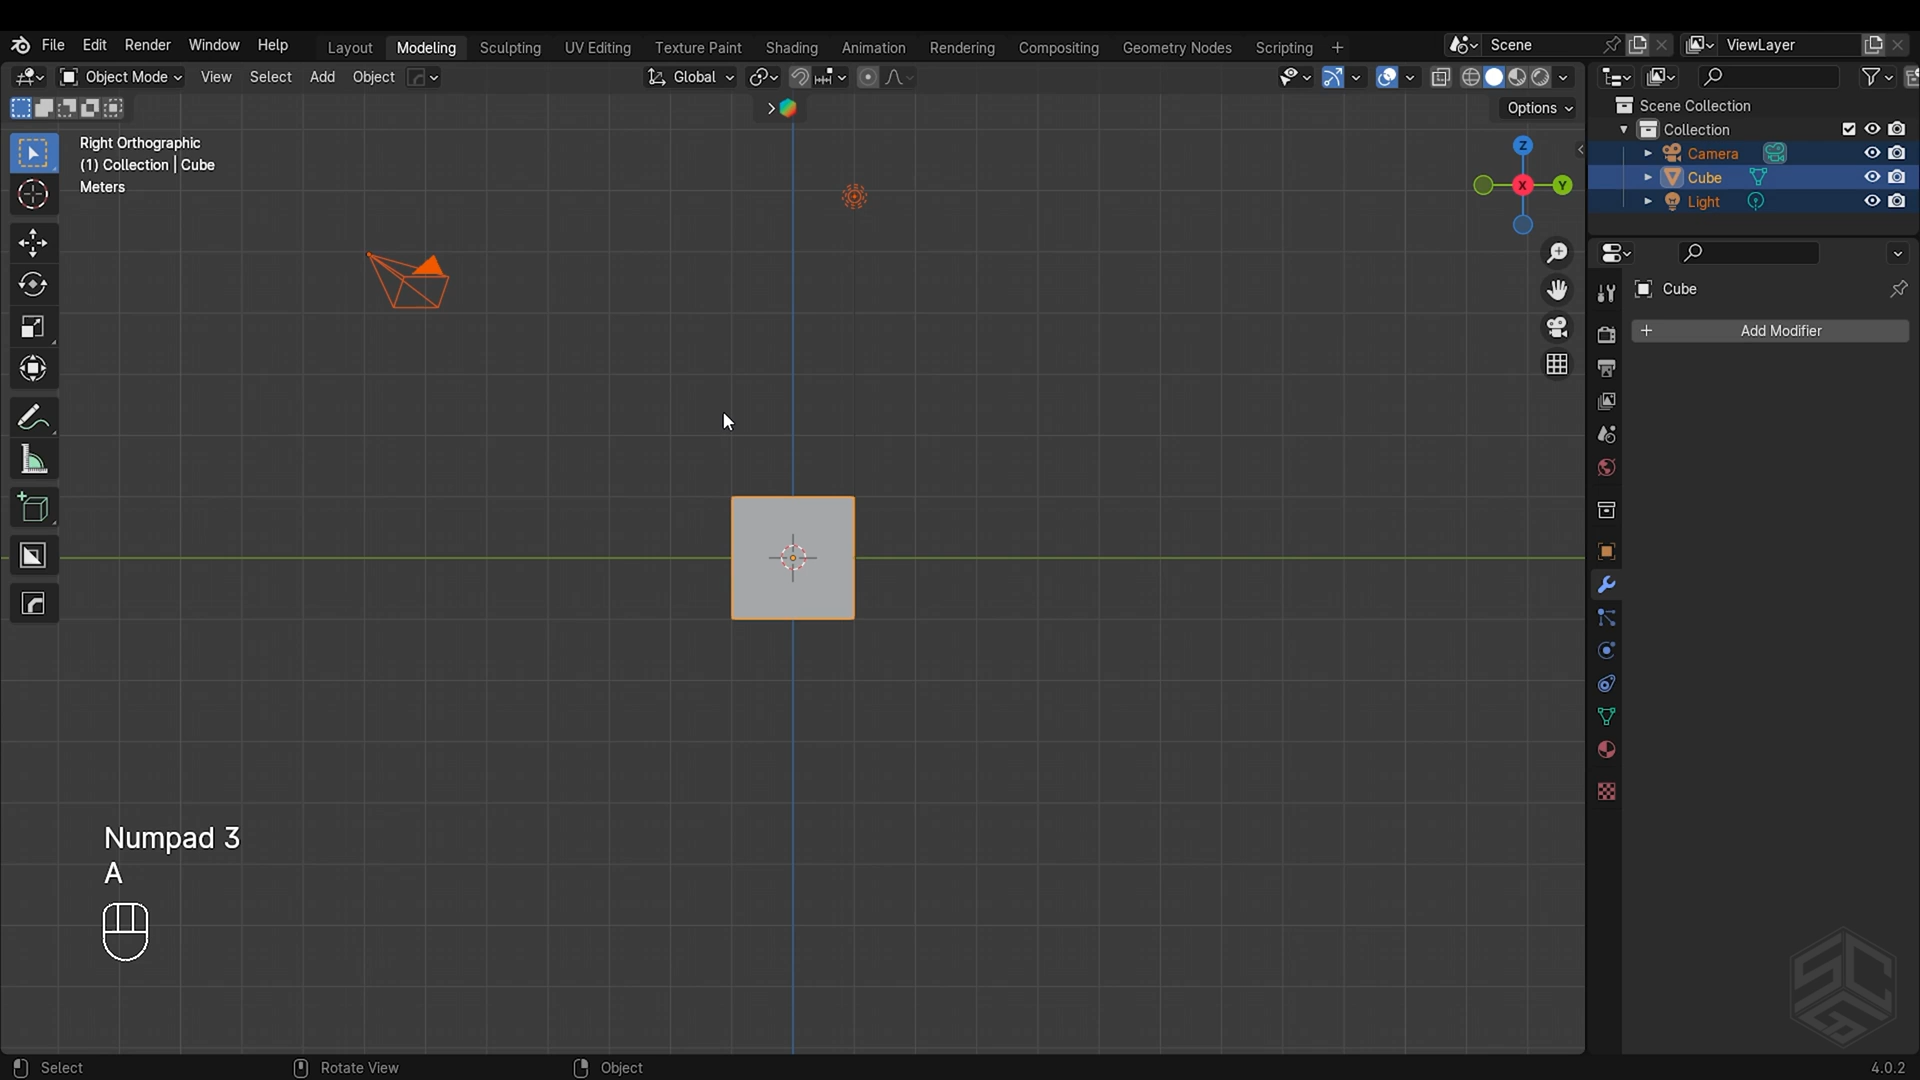 File Edit Render Window Help Layout Modeling Sculpting UV Editing Texture Paint Shading Animation Rendering Compositing Geometry Nodes Scripting + Scene ViewLayer
Object Mode View Select Add Object Global
Options
Right Orthographic
(1) Collection | Cube
Meters
Z
X
Y
Scene Collection
Collection
Camera
Cube
Light
Cube
+ Add Modifier
Numpad 3
A
SCG
Select Rotate View Object 4.0.2